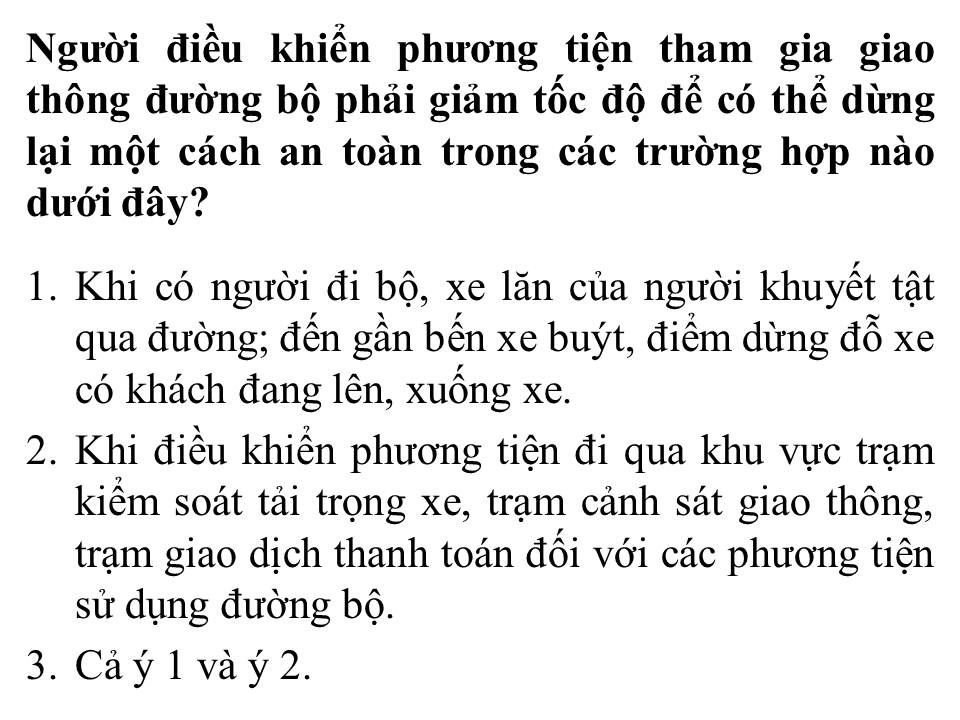 Người điều khiển phương tiện tham gia giao
thông đường bộ phải giảm tốc độ để có thể dừng
lại một cách an toàn trong các trường hợp nào
dưới đây?
1. Khi có người đi bộ, xe lăn của người khuyết tật
qua đường; đến gần bến xe buýt, điểm dừng đỗ xe
có khách đang lên, xuống xe.
2. Khi điều khiển phương tiện đi qua khu vực trạm
kiểm soát tải trọng xe, trạm cảnh sát giao thông,
trạm giao dịch thanh toán đối với các phương tiện
sử dụng đường bộ.
3. Cả ý 1 và ý 2.